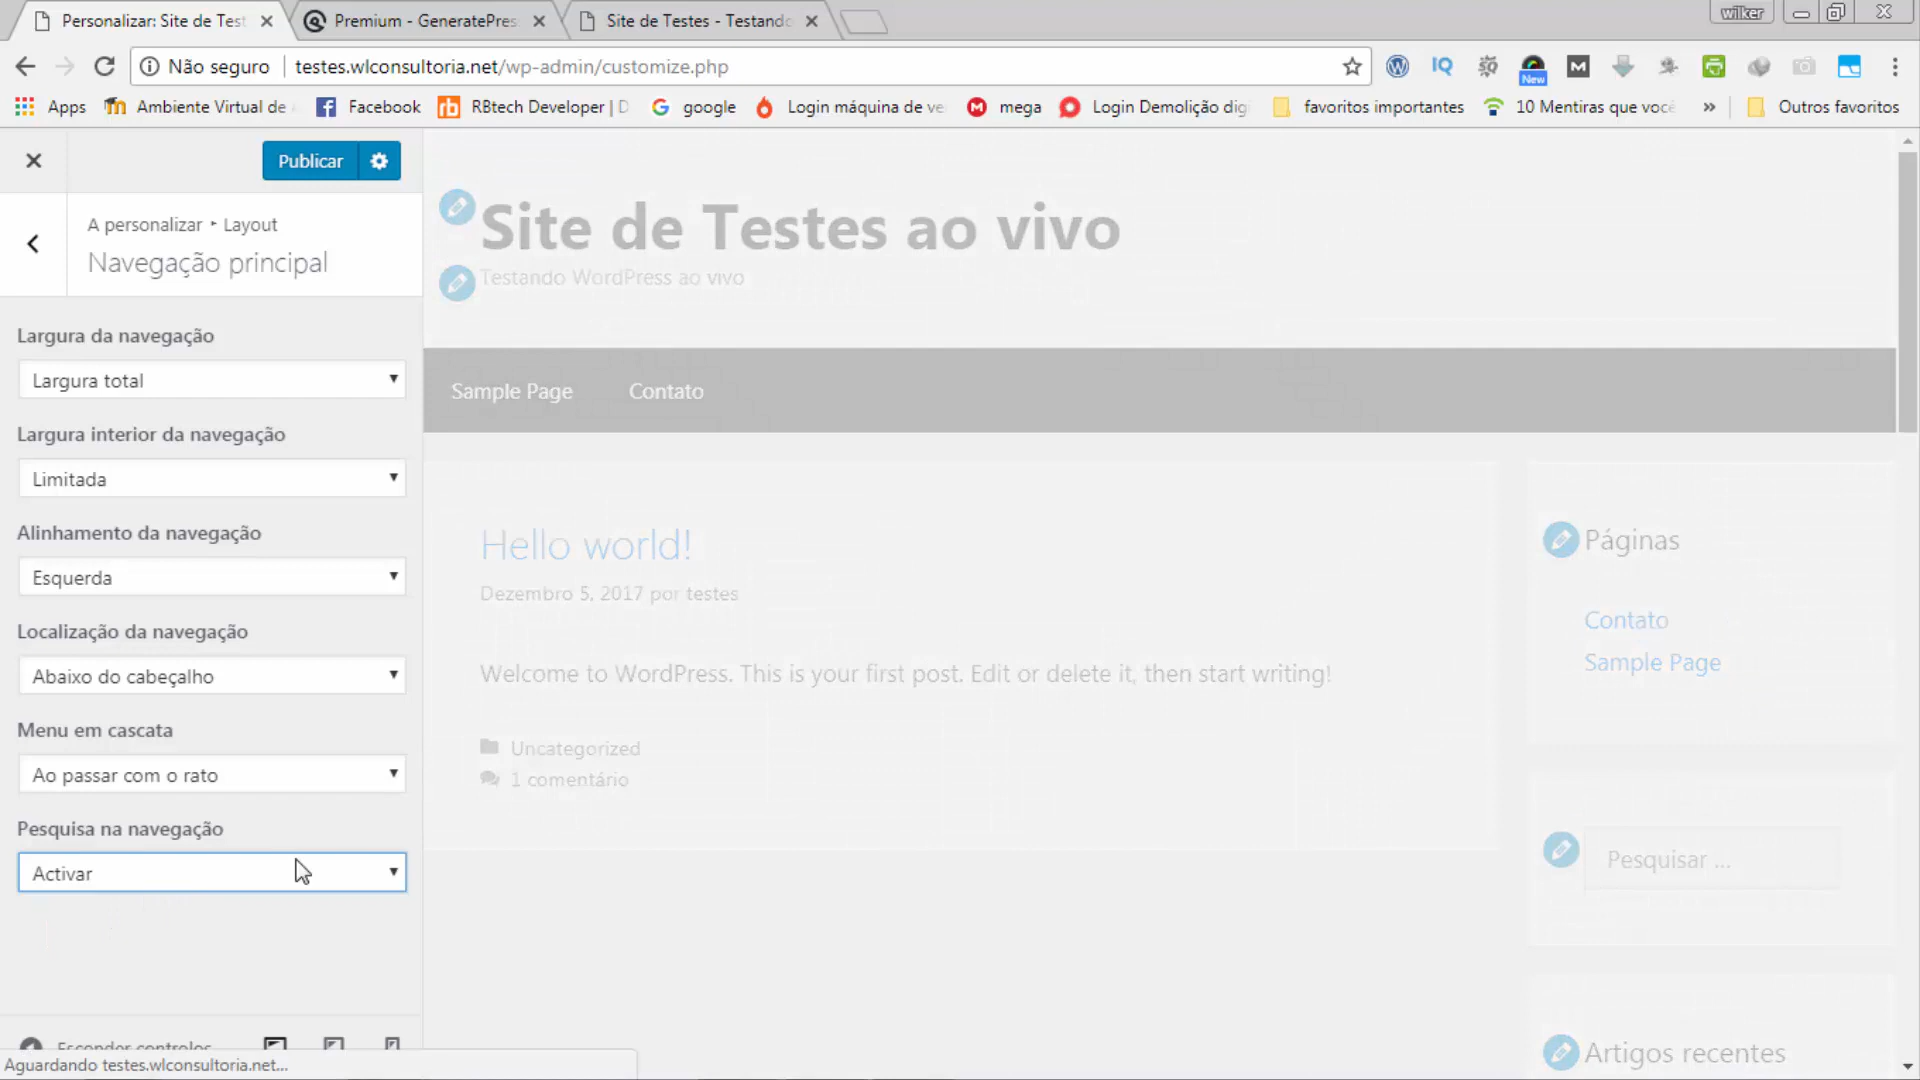 Personalizar: Site de Test
Premium - GeneratePres
Site de Testes - Testando
wilker
Não seguro
testes.wlconsultoria.net/wp-admin/customize.php
IQ
New
M
Apps
Ambiente Virtual de
Facebook
RBtech Developer | D
google
Login máquina de ve
mega
Login Demolição digi
favoritos importantes
10 Mentiras que você
»
Outros favoritos
Publicar
A personalizar ‣ Layout
Navegação principal
Largura da navegação
Largura total
Largura interior da navegação
Limitada
Alinhamento da navegação
Esquerda
Localização da navegação
Abaixo do cabeçalho
Menu em cascata
Ao passar com o rato
Pesquisa na navegação
Activar
Esconder controlos
Aguardando testes.wlconsultoria.net...
Site de Testes ao vivo
Testando WordPress ao vivo
Sample Page
Contato
Hello world!
Dezembro 5, 2017 por testes
Welcome to WordPress. This is your first post. Edit or delete it, then start writing!
Uncategorized
1 comentário
Páginas
Contato
Sample Page
Pesquisar ...
Artigos recentes